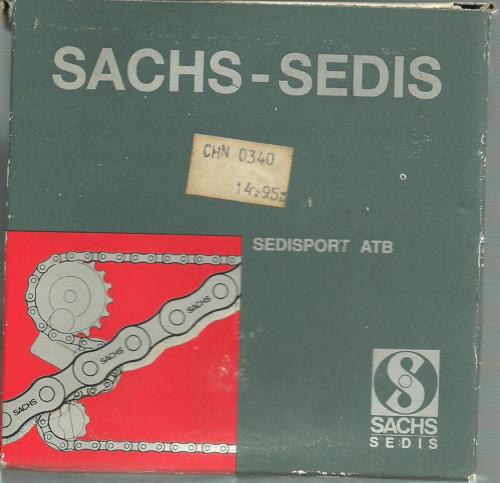 SACHS-SEDIS
CHN 0340
14.95
SEDISPORT ATB
SACHS
SACHS
SACHS
SACHS
SEDIS